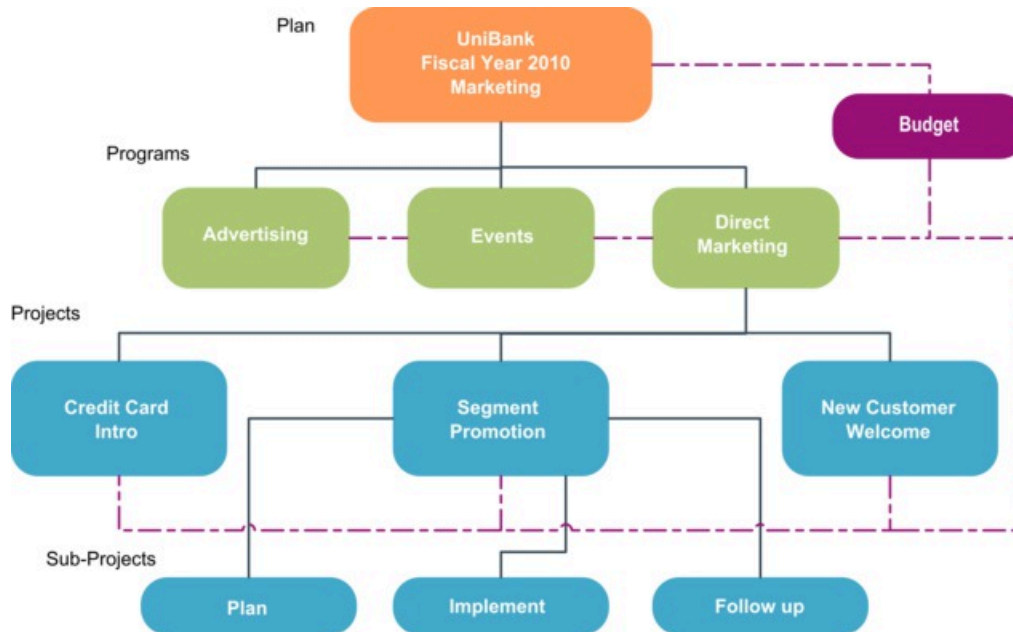 Plan
UniBank
Fiscal Year 2010
Marketing
Budget
Programs
Advertising
Events
Direct
Marketing
Projects
Credit Card
Intro
Segment
Promotion
New Customer
Welcome
Sub-Projects
Plan
Implement
Follow up